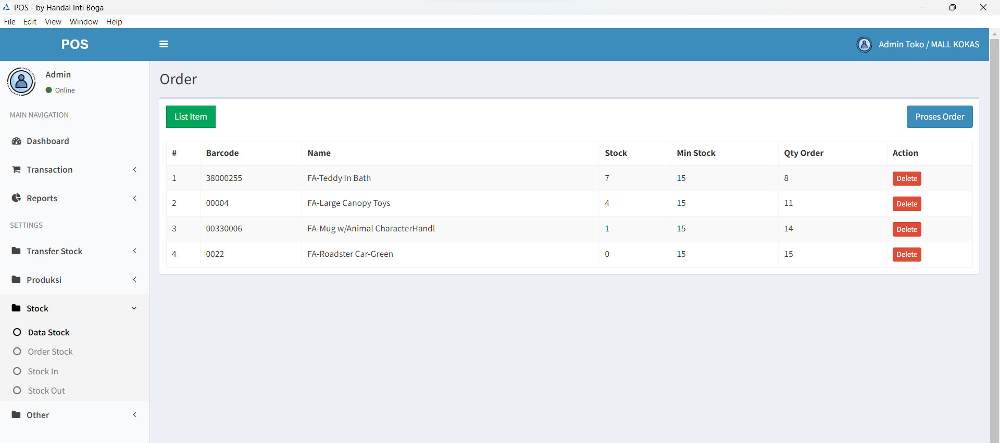 POS - by Handal Inti Boga
File Edit View Window Help
POS
Admin Toko / MALL KOKAS
Admin
Online
MAIN NAVIGATION
Dashboard
Transaction
Reports
SETTINGS
Transfer Stock
Produksi
Stock
Data Stock
Order Stock
Stock In
Stock Out
Other
Order
List Item Proses Order
# Barcode Name Stock Min Stock Qty Order Action
1 38000255 FA-Teddy In Bath 7 15 8 Delete
2 00004 FA-Large Canopy Toys 4 15 11 Delete
3 00330006 FA-Mug w/Animal CharacterHandl 1 15 14 Delete
4 0022 FA-Roadster Car-Green 0 15 15 Delete